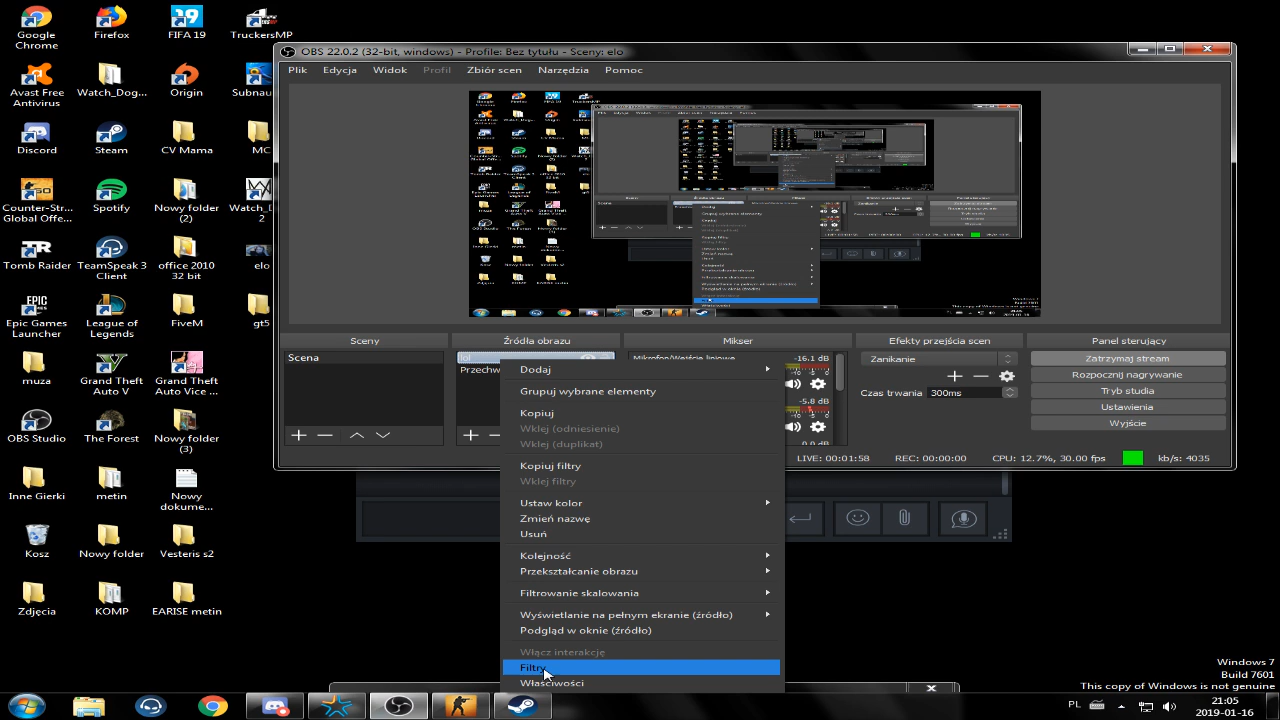 Google Chrome
Firefox
FIFA 19
TruckersMP
Avast Free Antivirus
Watch_Dog...
Origin
Subnau
Discord
Steam
CV Mama
MC
Counter-Str... Global Offe...
Spotify
Nowy folder (2)
Watch_D 2
Tomb Raider
TeamSpeak 3 Client
office 2010 32 bit
elo
Epic Games Launcher
League of Legends
FiveM
gt5
muza
Grand Theft Auto V
Grand Theft Auto Vice ...
OBS Studio
The Forest
Nowy folder (3)
Inne Gierki
metin
Nowy dokume...
Kosz
Nowy folder
Vesteris s2
Zdjęcia
KOMP
EARISE metin
OBS 22.0.2 (32-bit, windows) - Profile: Bez tytułu - Sceny: elo
Plik Edycja Widok Profil Zbiór scen Narzędzia Pomoc
Sceny
Źródła obrazu
Mikser
Efekty przejścia scen
Panel sterujący
Scena
lol
Przechw
Mikrofon/Wejście liniowe
-16.1 dB
-5.8 dB
0.0 dB
Zanikanie
Czas trwania 300ms
Zatrzymaj stream
Rozpocznij nagrywanie
Tryb studia
Ustawienia
Wyjście
LIVE: 00:01:58 REC: 00:00:00 CPU: 12.7%, 30.00 fps kb/s: 4035
Dodaj
Grupuj wybrane elementy
Kopiuj
Wklej (odniesienie)
Wklej (duplikat)
Kopiuj filtry
Wklej filtry
Ustaw kolor
Zmień nazwę
Usuń
Kolejność
Przekształcanie obrazu
Filtrowanie skalowania
Wyświetlanie na pełnym ekranie (źródło)
Podgląd w oknie (źródło)
Włącz interakcję
Filtry
Właściwości
Windows 7
Build 7601
This copy of Windows is not genuine
PL
21:05
2019-01-16